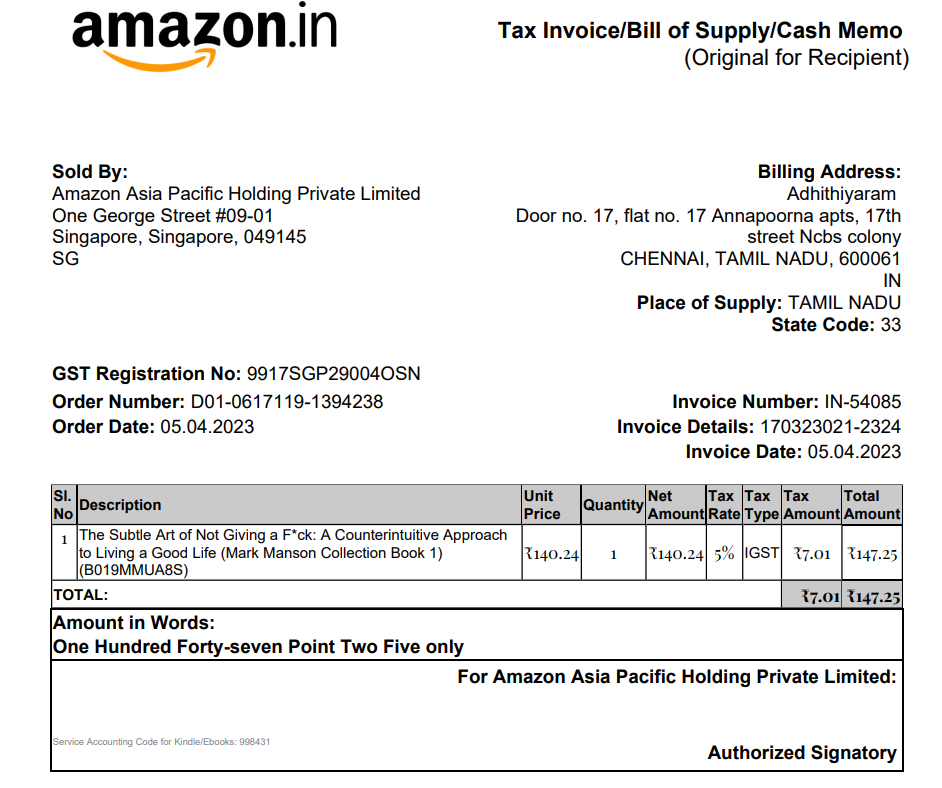 amazon.in
Tax Invoice/Bill of Supply/Cash Memo
(Original for Recipient)
Sold By:
Amazon Asia Pacific Holding Private Limited
One George Street #09-01
Singapore, Singapore, 049145
SG
Billing Address:
Adhithiyaram
Door no. 17, flat no. 17 Annapoorna apts, 17th
street Ncbs colony
CHENNAI, TAMIL NADU, 600061
IN
Place of Supply: TAMIL NADU
State Code: 33
GST Registration No: 9917SGP29004OSN
Order Number: D01-0617119-1394238
Order Date: 05.04.2023
Invoice Number: IN-54085
Invoice Details: 170323021-2324
Invoice Date: 05.04.2023
Sl. No Description Unit Price Quantity Net Amount Tax Rate Tax Type Tax Amount Total Amount
1 The Subtle Art of Not Giving a F*ck: A Counterintuitive Approach
to Living a Good Life (Mark Manson Collection Book 1)
(B019MMUA8S) ₹140.24 1 ₹140.24 5% IGST ₹7.01 ₹147.25
TOTAL: ₹7.01 ₹147.25
Amount in Words:
One Hundred Forty-seven Point Two Five only
For Amazon Asia Pacific Holding Private Limited:
Service Accounting Code for Kindle/Ebooks: 998431
Authorized Signatory